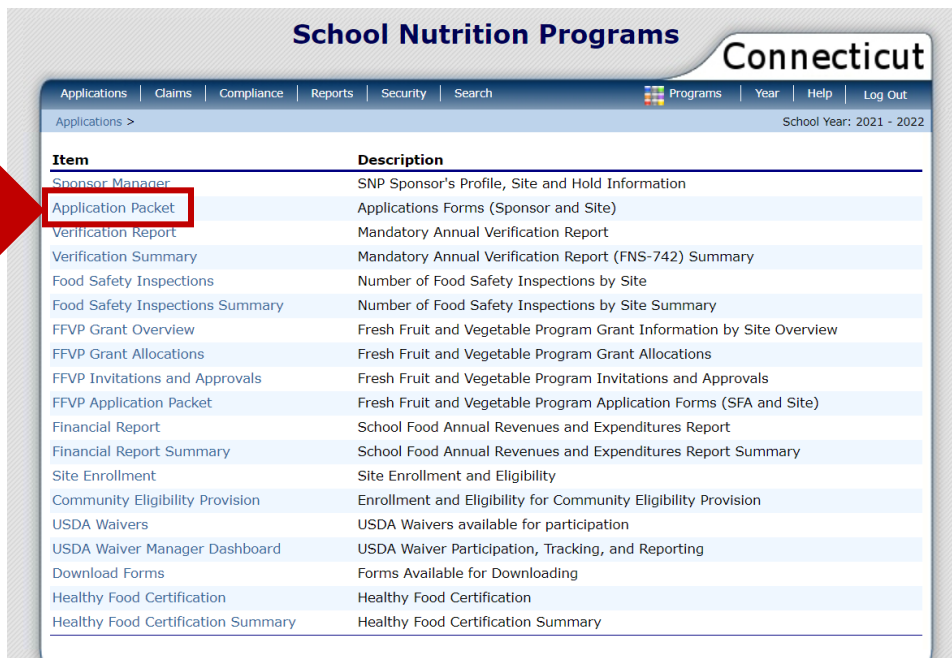 School Nutrition Programs
Connecticut
Applications | Claims | Compliance | Reports | Security | Search Programs | Year | Help | Log Out
Applications > School Year: 2021 - 2022
Item Description
Sponsor Manager SNP Sponsor's Profile, Site and Hold Information
Application Packet Applications Forms (Sponsor and Site)
Verification Report Mandatory Annual Verification Report
Verification Summary Mandatory Annual Verification Report (FNS-742) Summary
Food Safety Inspections Number of Food Safety Inspections by Site
Food Safety Inspections Summary Number of Food Safety Inspections by Site Summary
FFVP Grant Overview Fresh Fruit and Vegetable Program Grant Information by Site Overview
FFVP Grant Allocations Fresh Fruit and Vegetable Program Grant Allocations
FFVP Invitations and Approvals Fresh Fruit and Vegetable Program Invitations and Approvals
FFVP Application Packet Fresh Fruit and Vegetable Program Application Forms (SFA and Site)
Financial Report School Food Annual Revenues and Expenditures Report
Financial Report Summary School Food Annual Revenues and Expenditures Report Summary
Site Enrollment Site Enrollment and Eligibility
Community Eligibility Provision Enrollment and Eligibility for Community Eligibility Provision
USDA Waivers USDA Waivers available for participation
USDA Waiver Manager Dashboard USDA Waiver Participation, Tracking, and Reporting
Download Forms Forms Available for Downloading
Healthy Food Certification Healthy Food Certification
Healthy Food Certification Summary Healthy Food Certification Summary